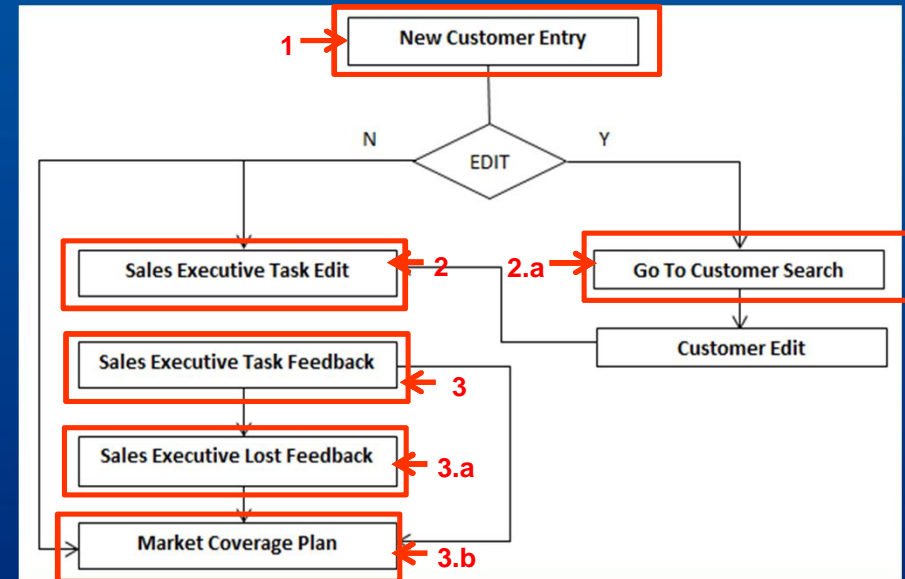 New Customer Entry
1
N
Y
EDIT
Sales Executive Task Edit
2
2.a
Go To Customer Search
Customer Edit
Sales Executive Task Feedback
3
Sales Executive Lost Feedback
3.a
Market Coverage Plan
3.b